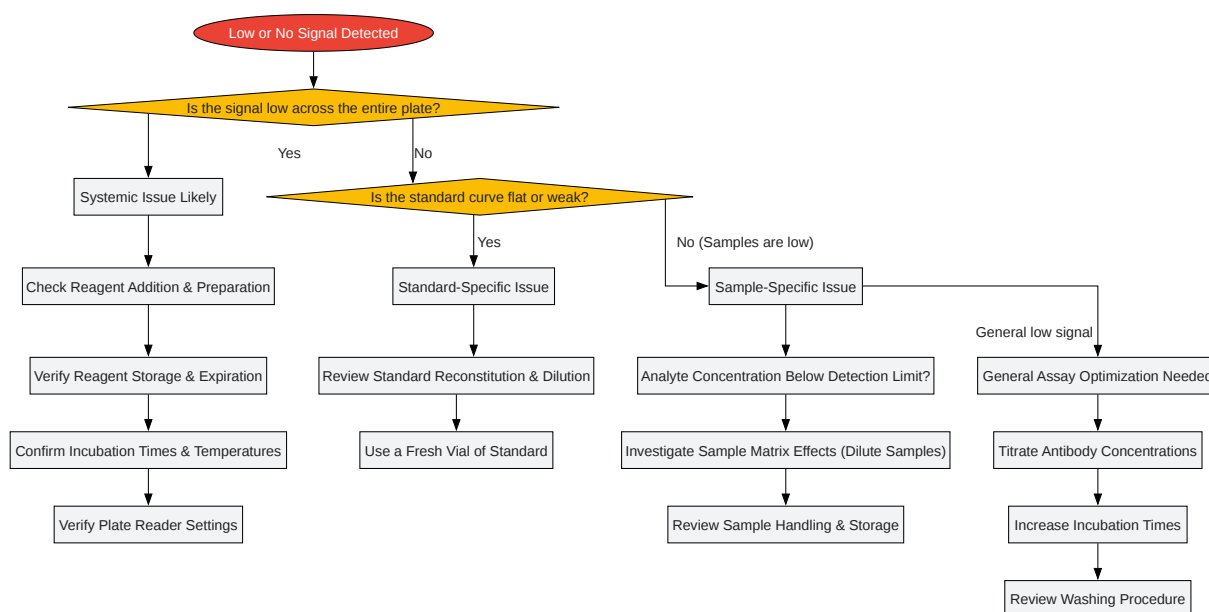 Low or No Signal Detected
Is the signal low across the entire plate?
Yes
No
Systemic Issue Likely
Is the standard curve flat or weak?
Yes
No (Samples are low)
Check Reagent Addition & Preparation
Standard-Specific Issue
Sample-Specific Issue
General low signal
Verify Reagent Storage & Expiration
Review Standard Reconstitution & Dilution
Analyte Concentration Below Detection Limit?
General Assay Optimization Needed
Confirm Incubation Times & Temperatures
Use a Fresh Vial of Standard
Investigate Sample Matrix Effects (Dilute Samples)
Titrate Antibody Concentrations
Verify Plate Reader Settings
Review Sample Handling & Storage
Increase Incubation Times
Review Washing Procedure